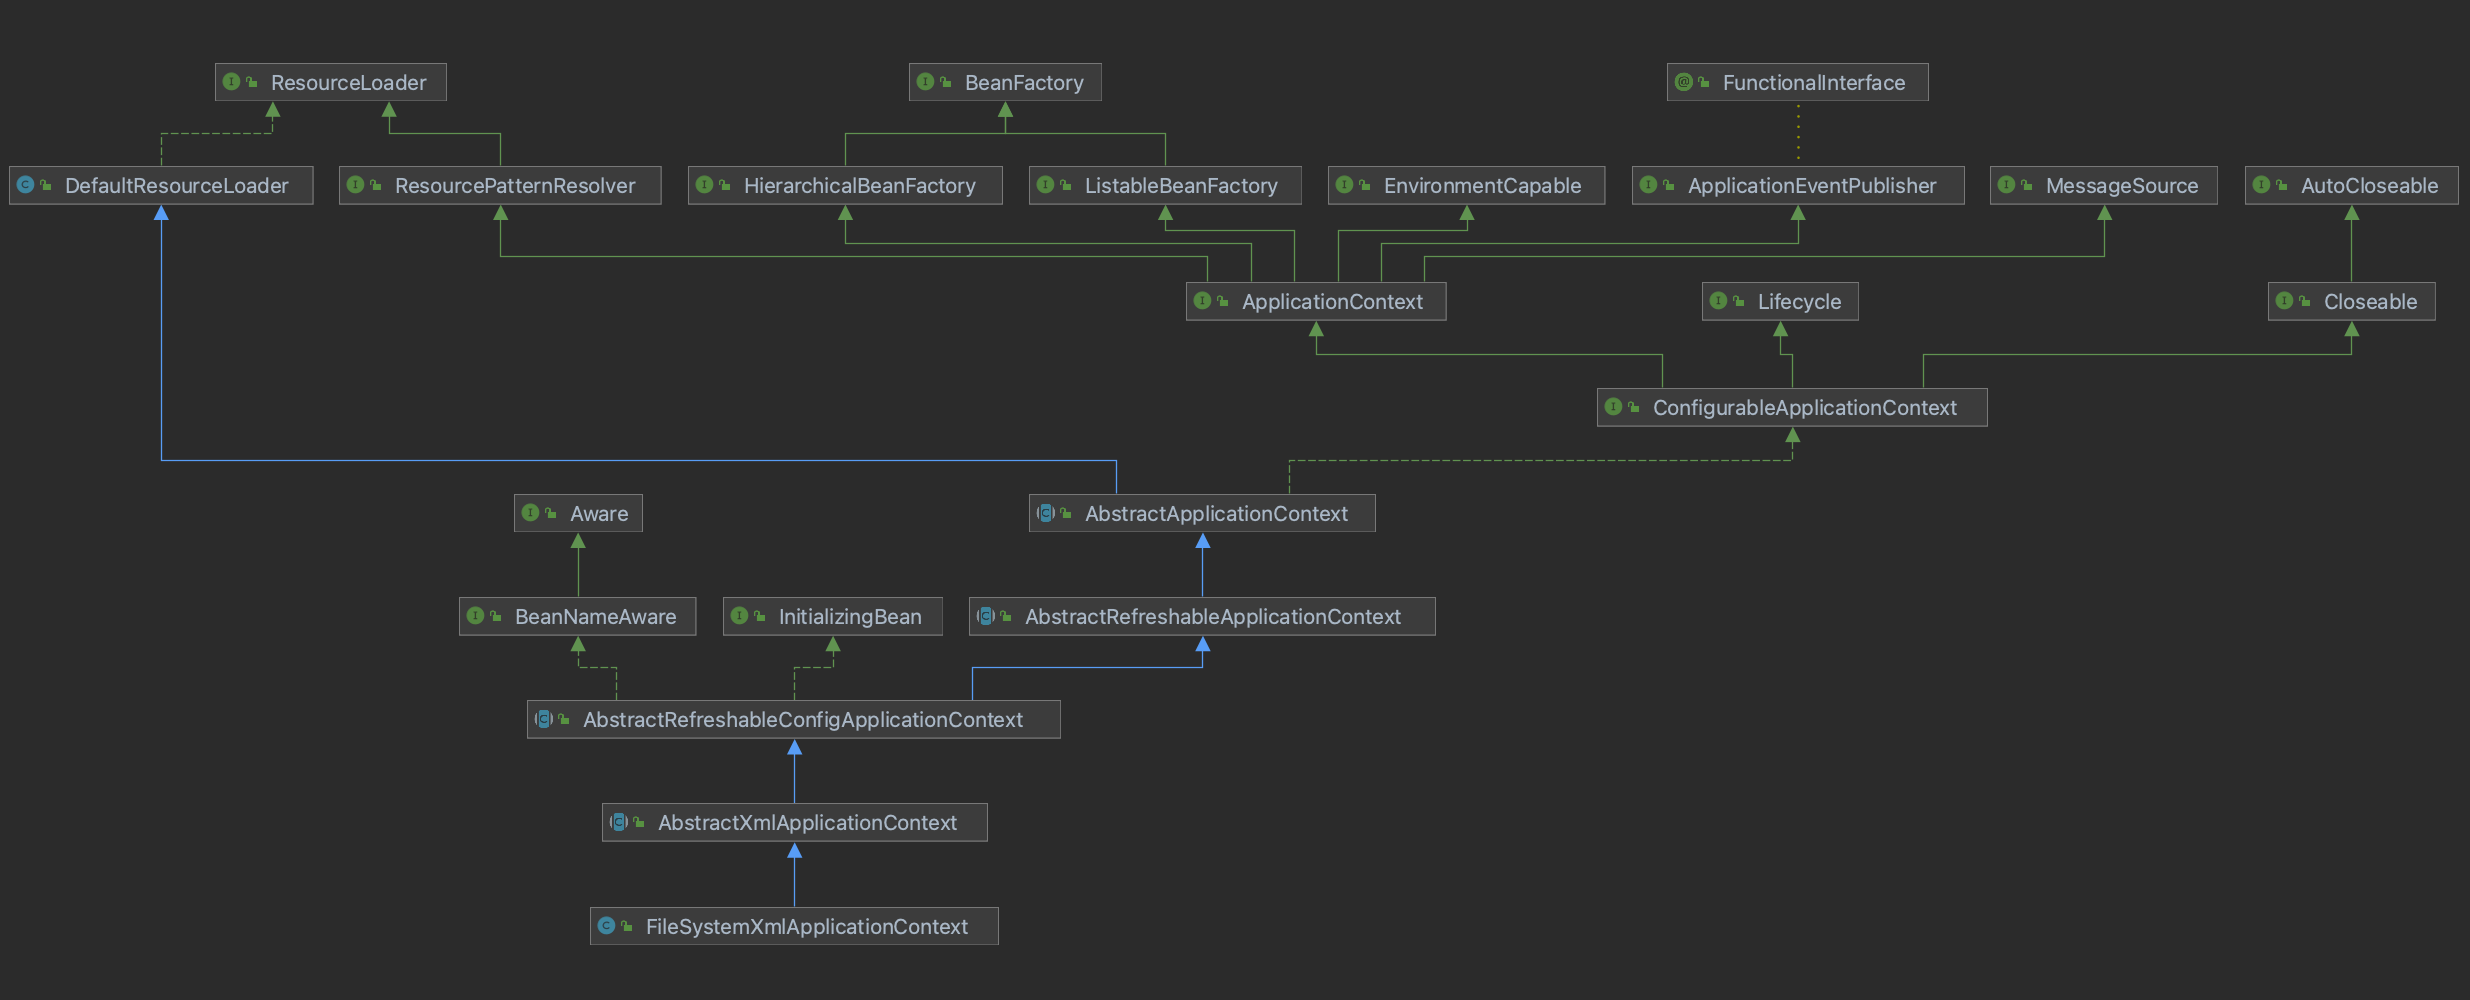 ResourceLoader
BeanFactory
FunctionalInterface
DefaultResourceLoader
ResourcePatternResolver
HierarchicalBeanFactory
ListableBeanFactory
EnvironmentCapable
ApplicationEventPublisher
MessageSource
AutoCloseable
ApplicationContext
Lifecycle
Closeable
ConfigurableApplicationContext
Aware
AbstractApplicationContext
BeanNameAware
InitializingBean
AbstractRefreshableApplicationContext
AbstractRefreshableConfigApplicationContext
AbstractXmlApplicationContext
FileSystemXmlApplicationContext